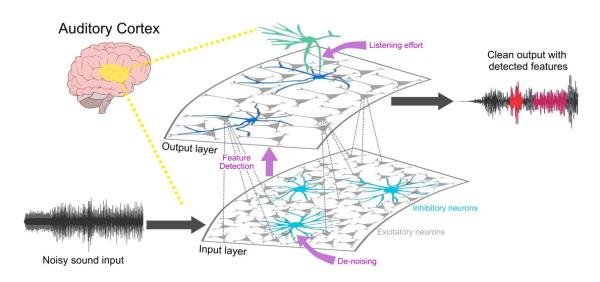 Auditory Cortex
Listening effort
Clean output with
detected features
Output layer
Feature
Detection
Inhibitory neurons
Excitatory neurons
Input layer
De-noising
Noisy sound input